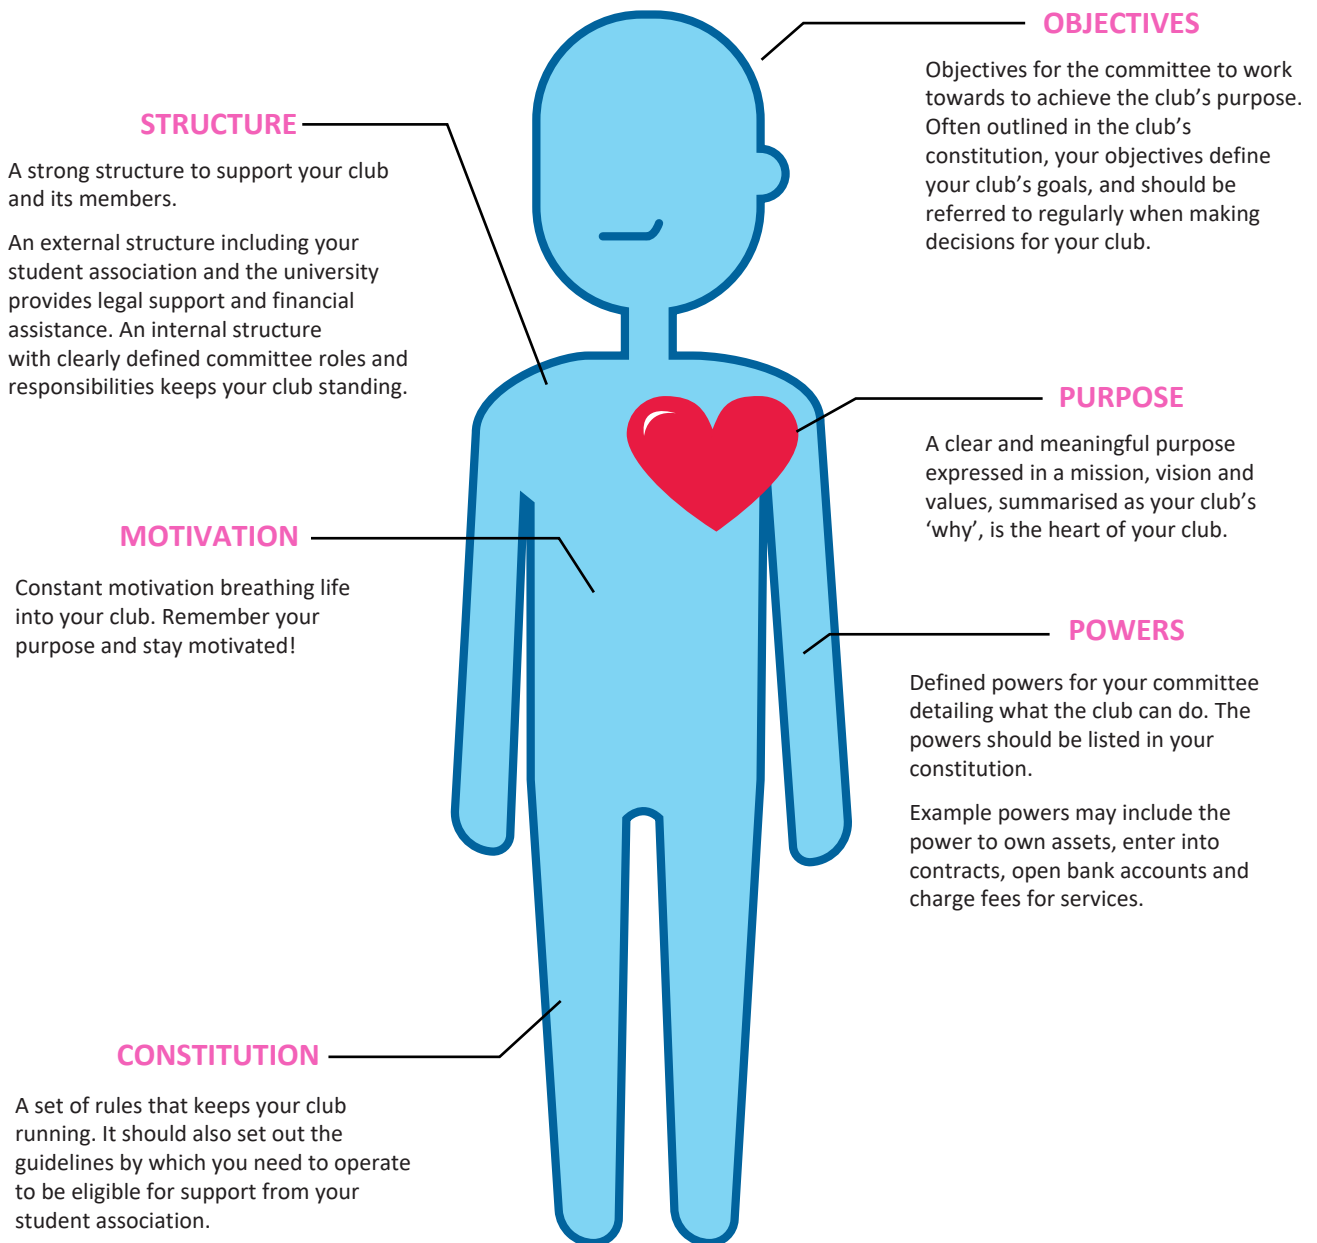 OBJECTIVES
Objectives for the committee to work
towards to achieve the club’s purpose.
Often outlined in the club’s
constitution, your objectives define
your club’s goals, and should be
referred to regularly when making
decisions for your club.
STRUCTURE
A strong structure to support your club
and its members.
An external structure including your
student association and the university
provides legal support and financial
assistance. An internal structure
with clearly defined committee roles and
responsibilities keeps your club standing.
PURPOSE
A clear and meaningful purpose
expressed in a mission, vision and
values, summarised as your club’s
‘why’, is the heart of your club.
MOTIVATION
Constant motivation breathing life
into your club. Remember your
purpose and stay motivated!
POWERS
Defined powers for your committee
detailing what the club can do. The
powers should be listed in your
constitution.
Example powers may include the
power to own assets, enter into
contracts, open bank accounts and
charge fees for services.
CONSTITUTION
A set of rules that keeps your club
running. It should also set out the
guidelines by which you need to operate
to be eligible for support from your
student association.